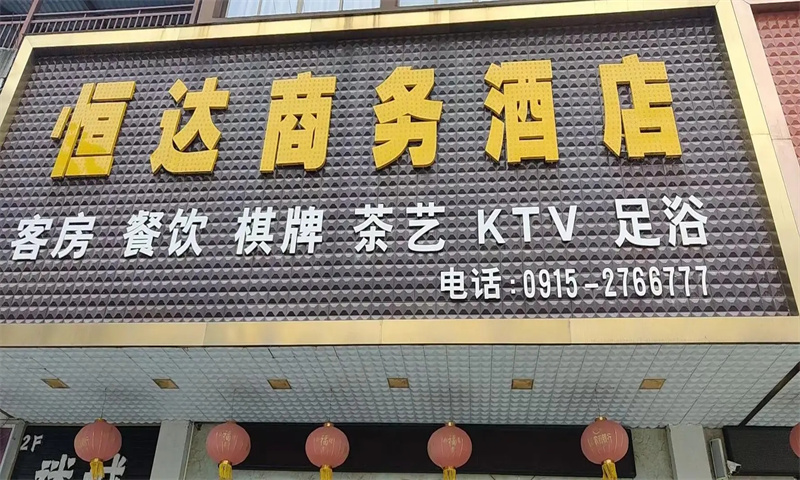 恒达商务酒店
客房 餐饮 棋牌 茶艺 KTV 足浴
电话:0915-2766777
2F